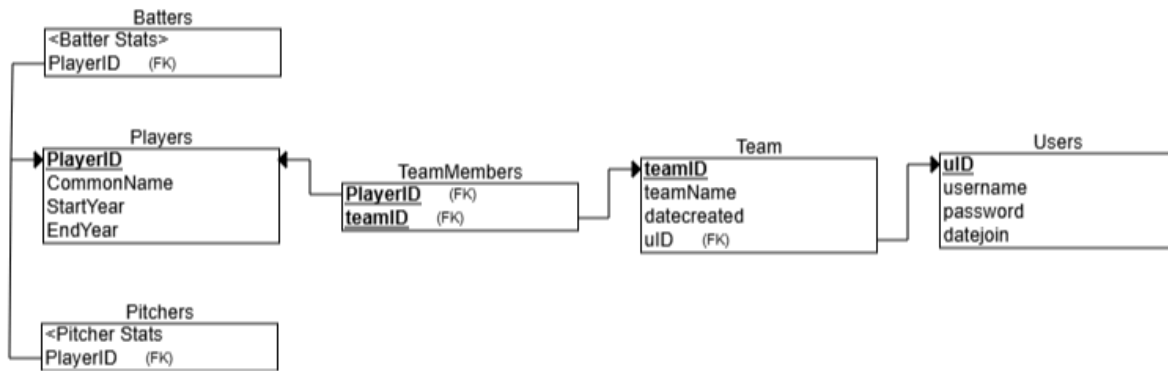 Batters
<Batter Stats>
PlayerID (FK)
Players
PlayerID
CommonName
StartYear
EndYear
TeamMembers
PlayerID (FK)
teamID (FK)
Team
teamID
teamName
datecreated
uID (FK)
Users
uID
username
password
datejoin
Pitchers
<Pitcher Stats
PlayerID (FK)